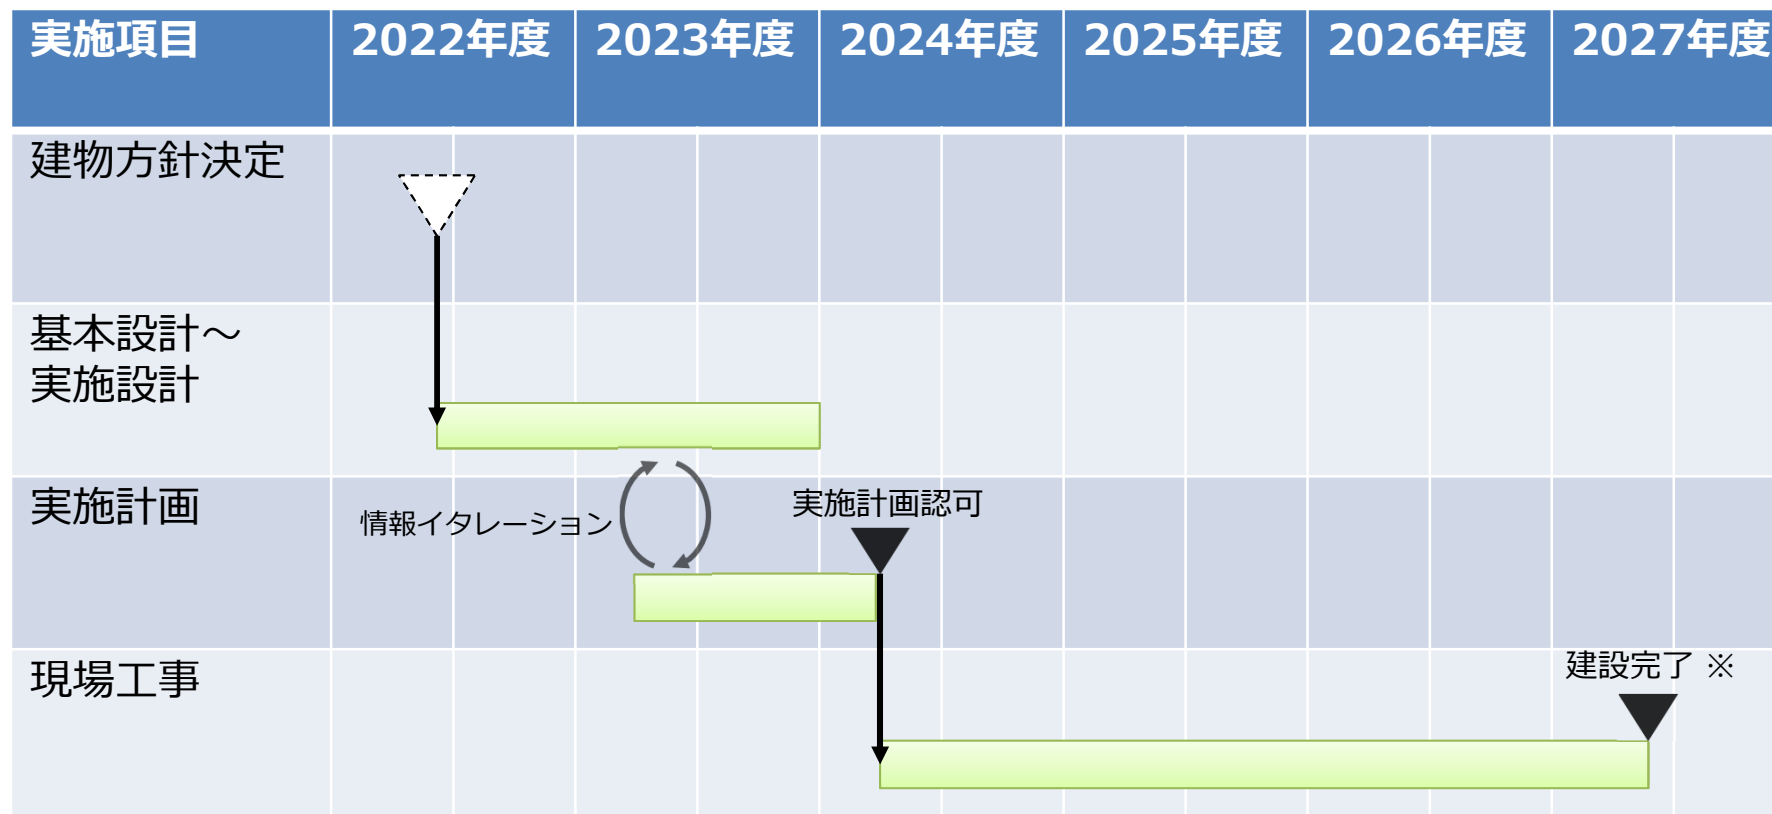 実施項目 2022年度 2023年度 2024年度 2025年度 2026年度 2027年度
建物方針決定
基本設計～
実施設計
実施計画
情報イタレーション
実施計画認可
現場工事
建設完了 ※